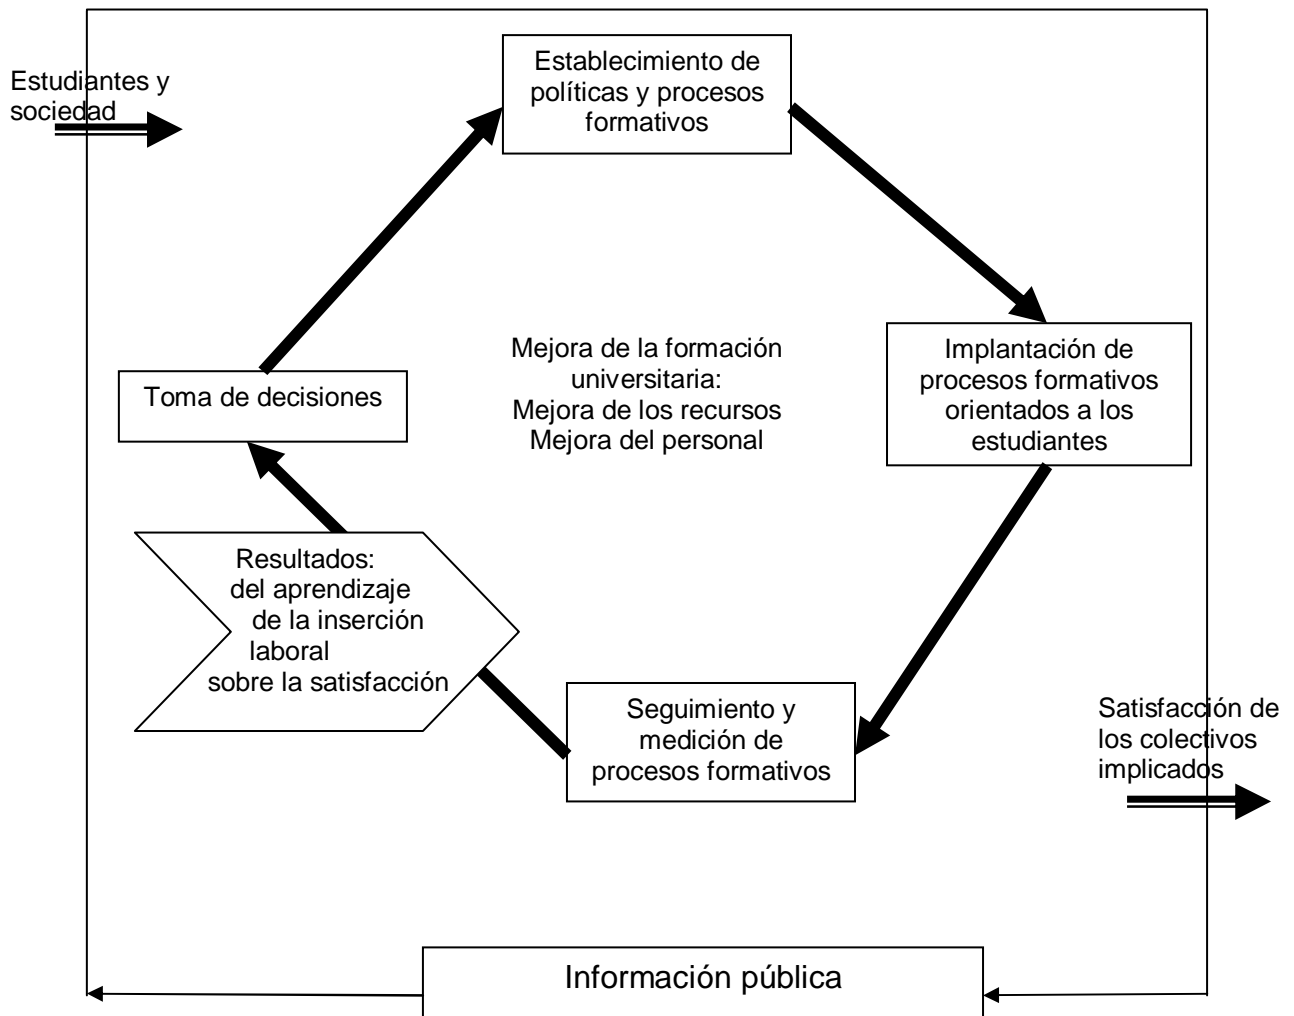 Estudiantes y
sociedad
Establecimiento de
políticas y procesos
formativos
Implantación de
procesos formativos
orientados a los
estudiantes
Mejora de la formación
universitaria:
Mejora de los recursos
Mejora del personal
Toma de decisiones
Resultados:
del aprendizaje
de la inserción
laboral
sobre la satisfacción
Seguimiento y
medición de
procesos formativos
Satisfacción de
los colectivos
implicados
Información pública